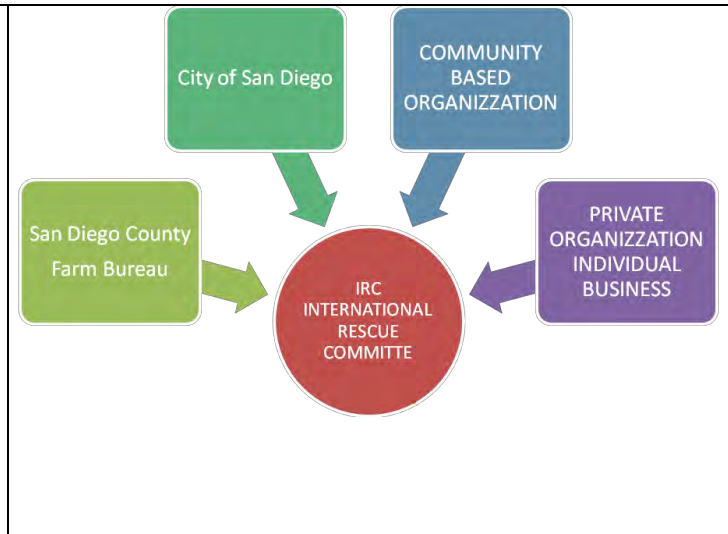 City of San Diego
COMMUNITY
BASED
ORGANIZZATION
San Diego County
Farm Bureau
PRIVATE
ORGANIZZATION
INDIVIDUAL
BUSINESS
IRC
INTERNATIONAL
RESCUE
COMMITTE